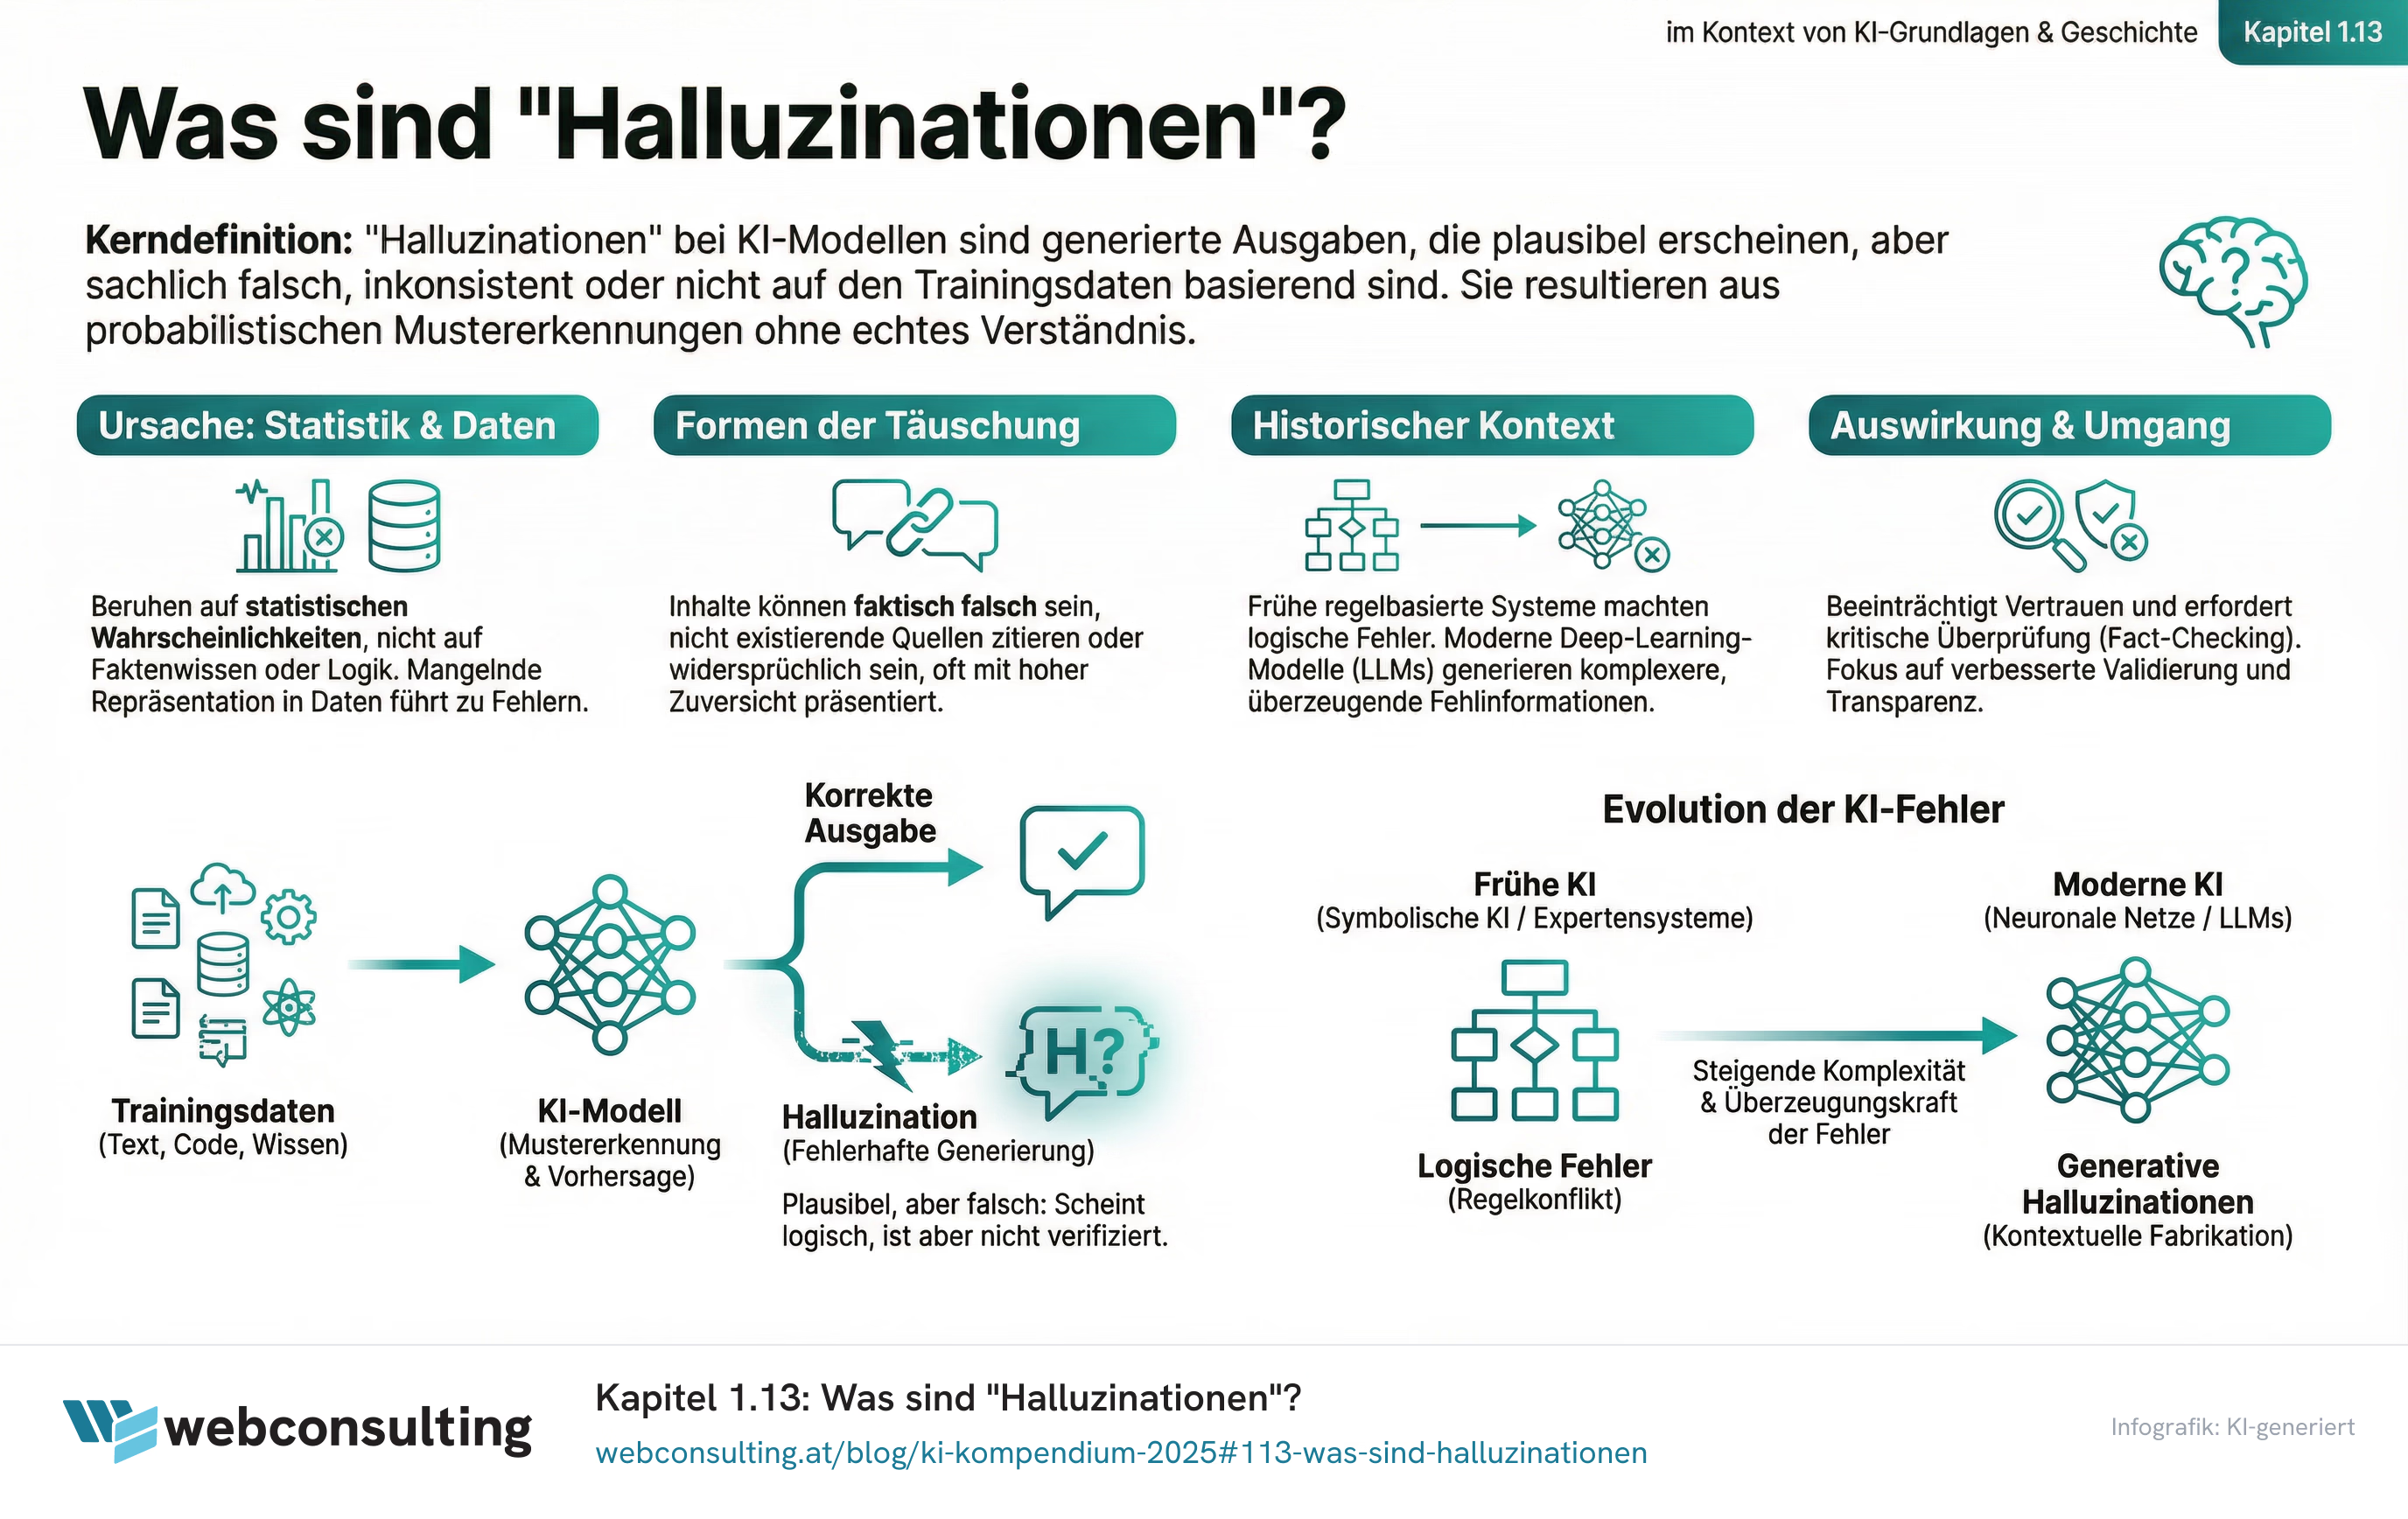 im Kontext von KI-Grundlagen & Geschichte
Kapitel 1.13
Was sind "Halluzinationen"?
Kerndefinition: "Halluzinationen" bei KI-Modellen sind generierte Ausgaben, die plausibel erscheinen, aber
sachlich falsch, inkonsistent oder nicht auf den Trainingsdaten basierend sind. Sie resultieren aus
probabilistischen Mustererkennungen ohne echtes Verständnis.
?
Ursache: Statistik & Daten
Beruhen auf statistischen
Wahrscheinlichkeiten, nicht auf
Faktenwissen oder Logik. Mangelnde
Repräsentation in Daten führt zu Fehlern.
Formen der Täuschung
Inhalte können faktisch falsch sein,
nicht existierende Quellen zitieren oder
widersprüchlich sein, oft mit hoher
Zuversicht präsentiert.
Historischer Kontext
Frühe regelbasierte Systeme machten
logische Fehler. Moderne Deep-Learning-
Modelle (LLMs) generieren komplexere,
überzeugende Fehlinformationen.
Auswirkung & Umgang
Beeinträchtigt Vertrauen und erfordert
kritische Überprüfung (Fact-Checking).
Fokus auf verbesserte Validierung und
Transparenz.
Trainingsdaten
(Text, Code, Wissen)
KI-Modell
(Mustererkennung
& Vorhersage)
Korrekte
Ausgabe
H?
Halluzination
(Fehlerhafte Generierung)
Plausibel, aber falsch: Scheint
logisch, ist aber nicht verifiziert.
Evolution der KI-Fehler
Frühe KI
(Symbolische KI / Expertensysteme)
Logische Fehler
(Regelkonflikt)
Steigende Komplexität
& Überzeugungskraft
der Fehler
Moderne KI
(Neuronale Netze / LLMs)
Generative
Halluzinationen
(Kontextuelle Fabrikation)
webconsulting
Kapitel 1.13: Was sind "Halluzinationen"?
webconsulting.at/blog/ki-kompendium-2025#113-was-sind-halluzinationen
Infografik: KI-generiert